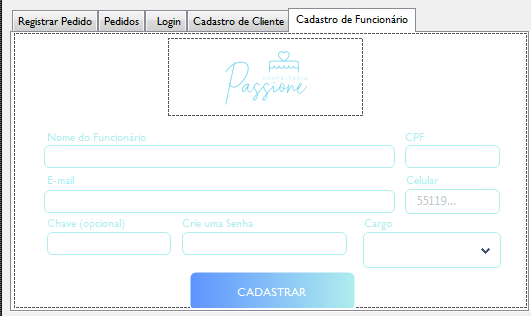 Registrar Pedido Pedidos Login Cadastro de Cliente Cadastro de Funcionário
CONFEITARIA
Passione
Nome do Funcionário CPF
E-mail Celular
55119...
Chave (opcional) Crie uma Senha Cargo
CADASTRAR